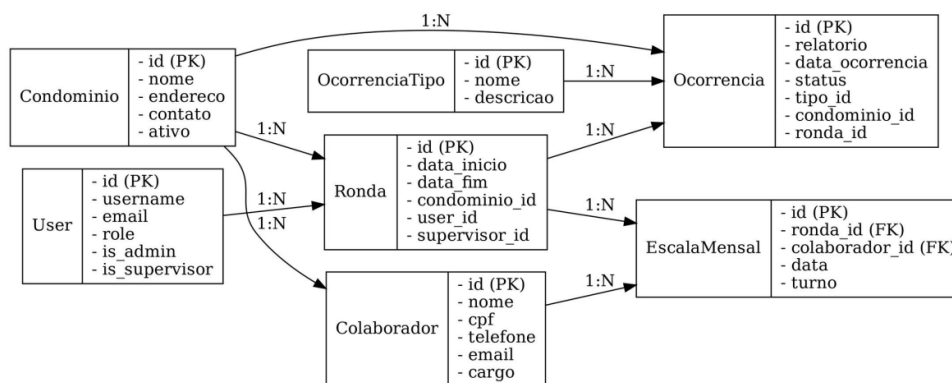 1:N
Condominio
- id (PK)
- nome
- endereco
- contato
- ativo
OcorrenciaTipo
- id (PK)
- nome
- descricao
1:N
Ocorrencia
- id (PK)
- relatorio
- data_ocorrencia
- status
- tipo_id
- condominio_id
- ronda_id
1:N
1:N
User
- id (PK)
- username
- email
- role
- is_admin
- is_supervisor
1:N
1:N
Ronda
- id (PK)
- data_inicio
- data_fim
- condominio_id
- user_id
- supervisor_id
1:N
EscalaMensal
- id (PK)
- ronda_id (FK)
- colaborador_id (FK)
- data
- turno
Colaborador
- id (PK)
- nome
- cpf
- telefone
- email
- cargo
1:N